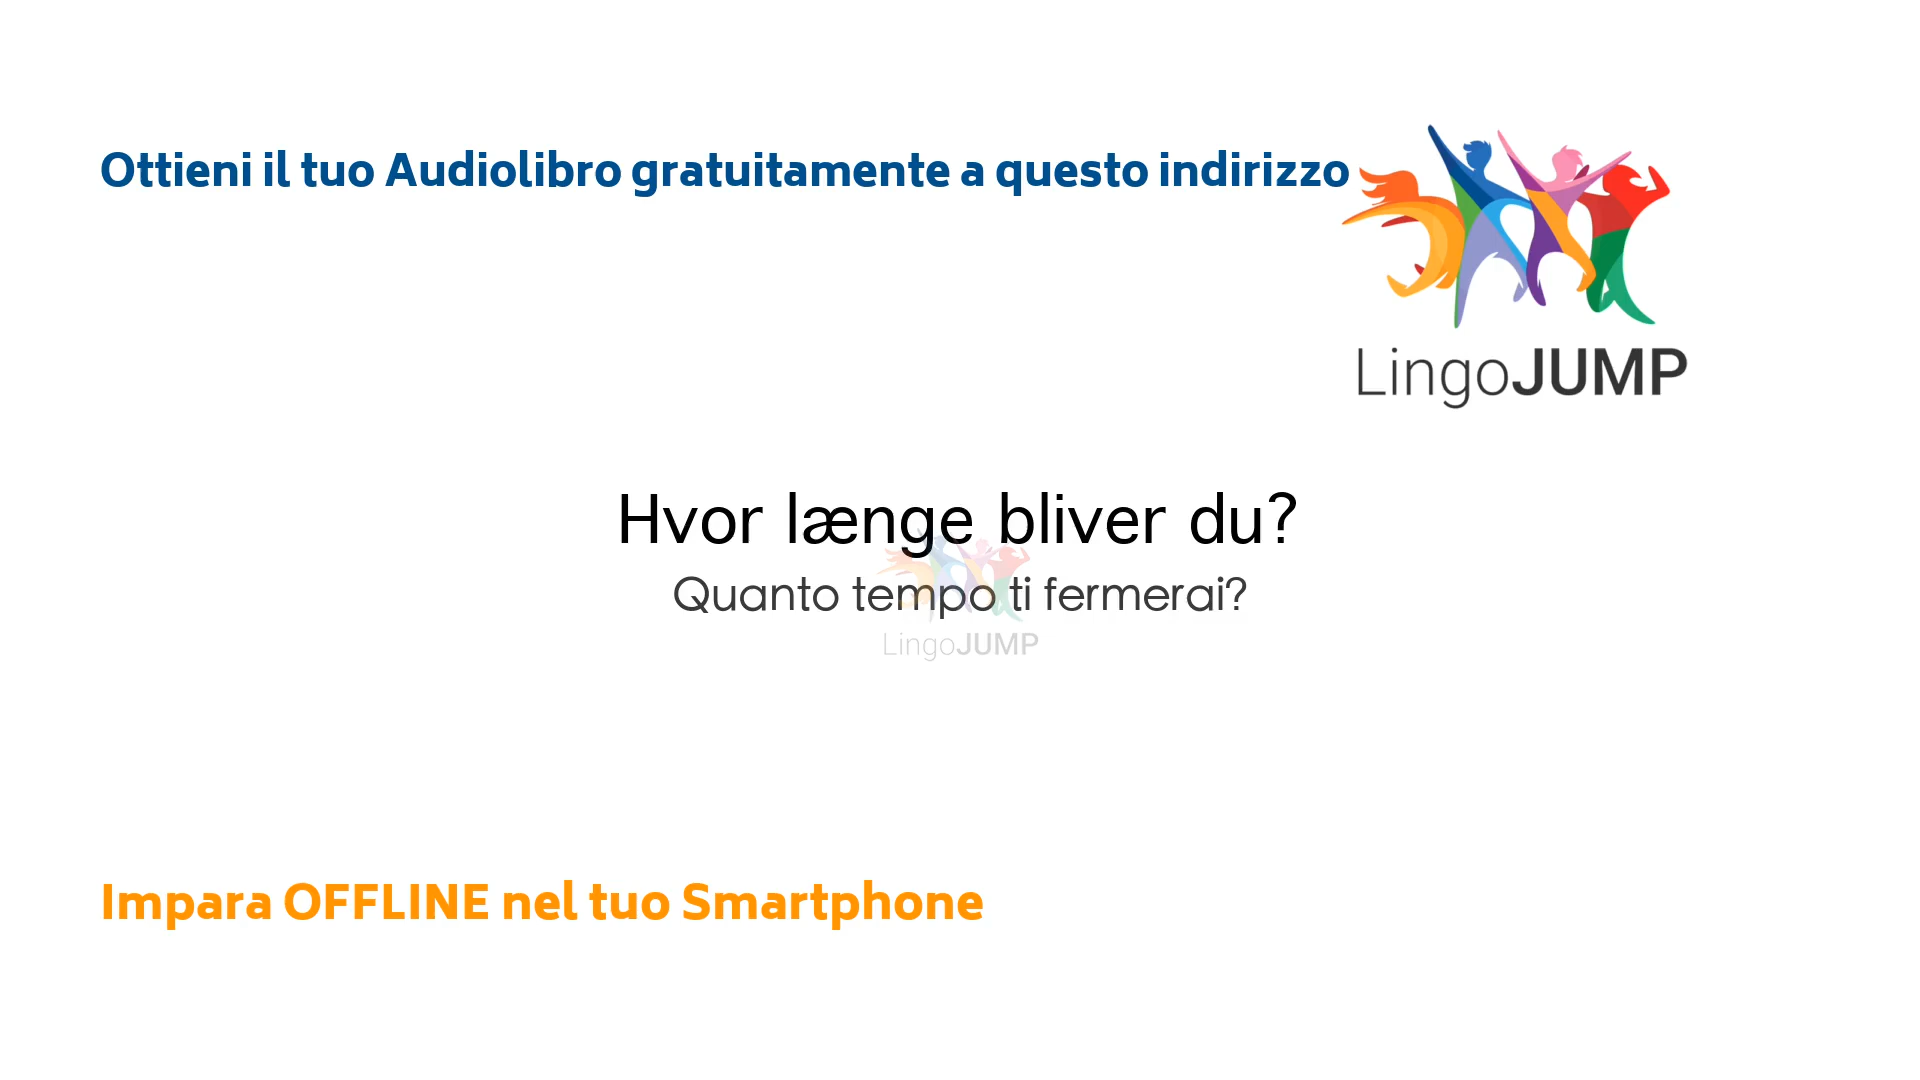 Ottieni il tuo Audiolibro gratuitamente a questo indirizzo
LingoJUMP
Hvor længe bliver du?
Quanto tempo ti fermerai?
LingoJUMP
Impara OFFLINE nel tuo Smartphone